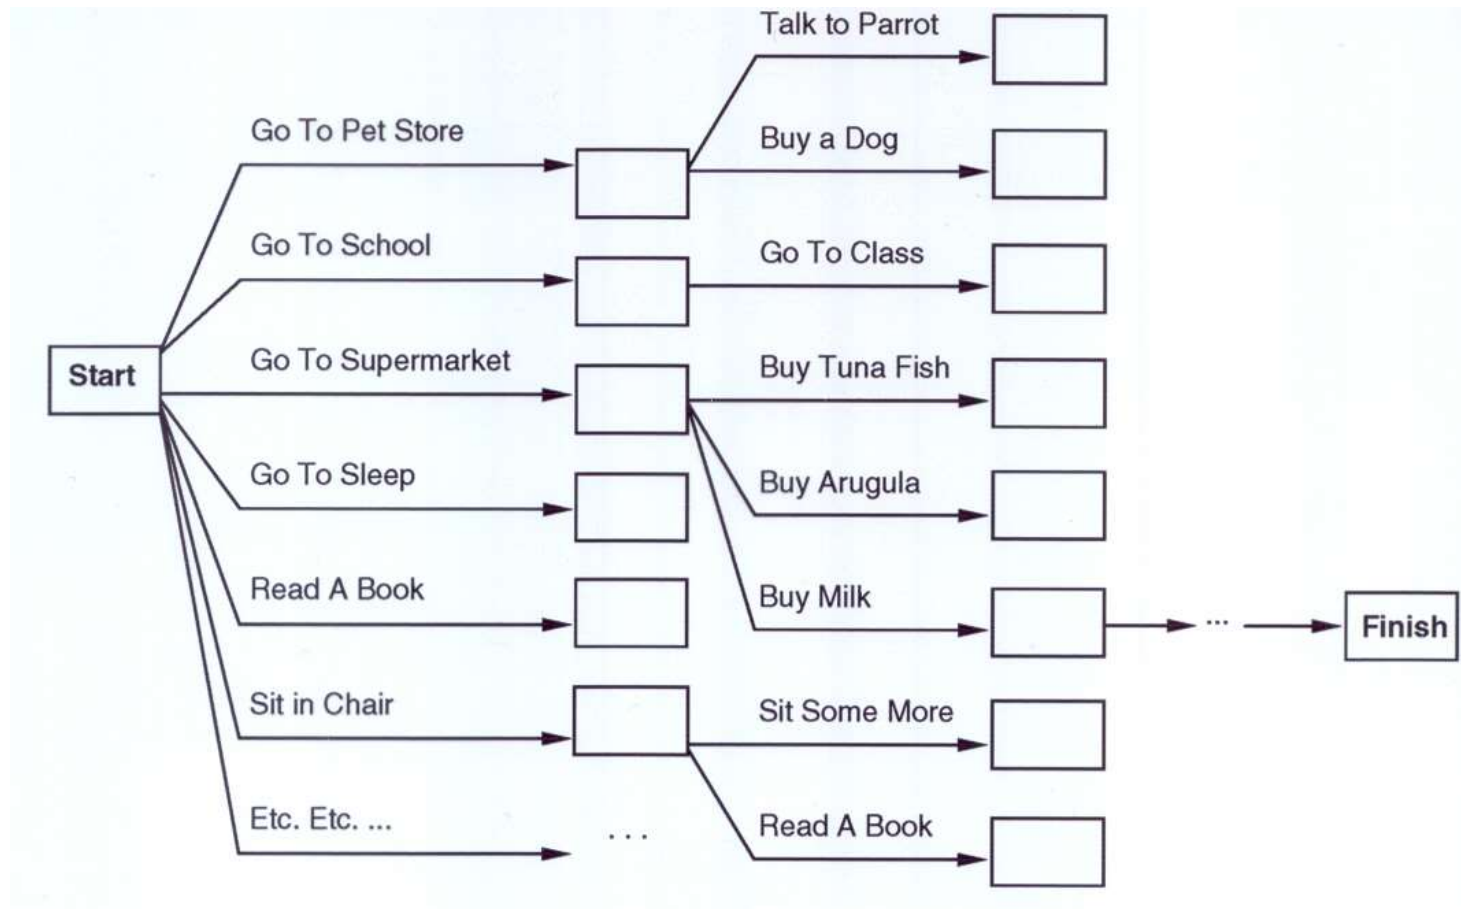 Talk to Parrot
Go To Pet Store
Buy a Dog
Go To School
Go To Class
Start
Go To Supermarket
Buy Tuna Fish
Go To Sleep
Buy Arugula
Read A Book
Buy Milk
...
Finish
Sit in Chair
Sit Some More
Etc. Etc. ...
. . .
Read A Book